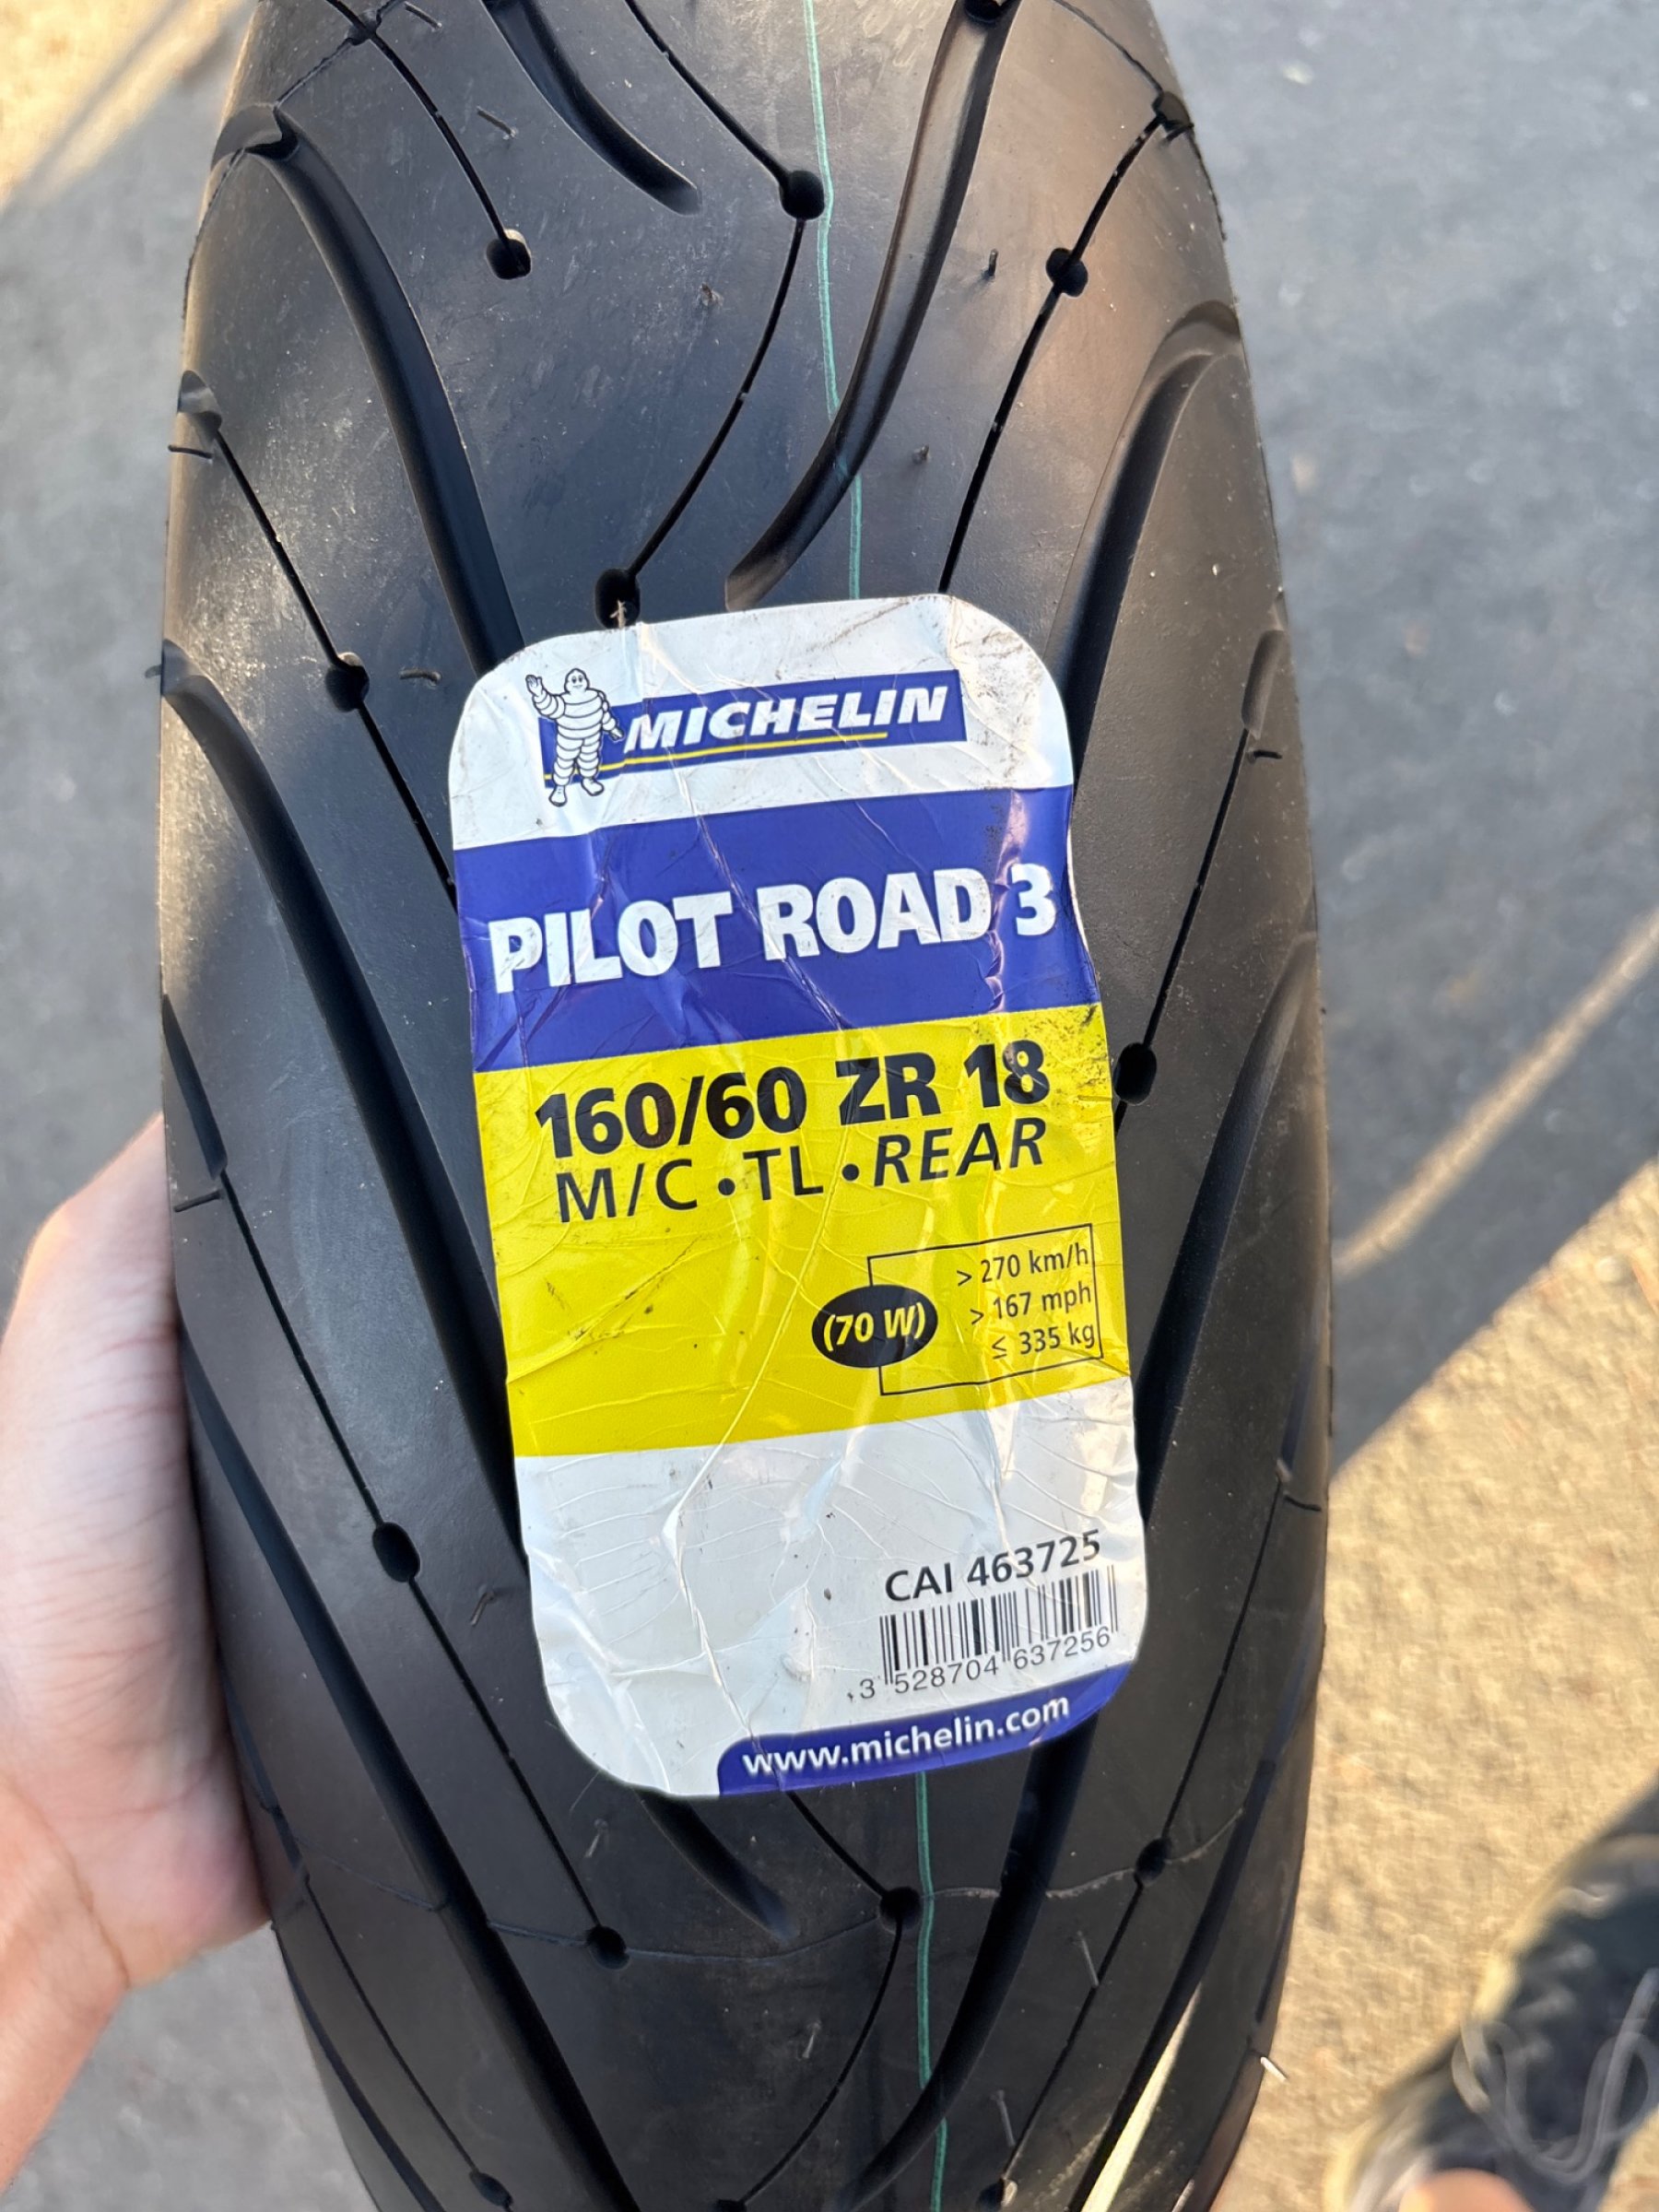 MICHELIN
PILOT ROAD 3
160/60 ZR 18
M/C • TL • REAR
(70 W)
> 270 km/h
> 167 mph
≤ 335 kg
CAI 463725
3 528704 637256
www.michelin.com